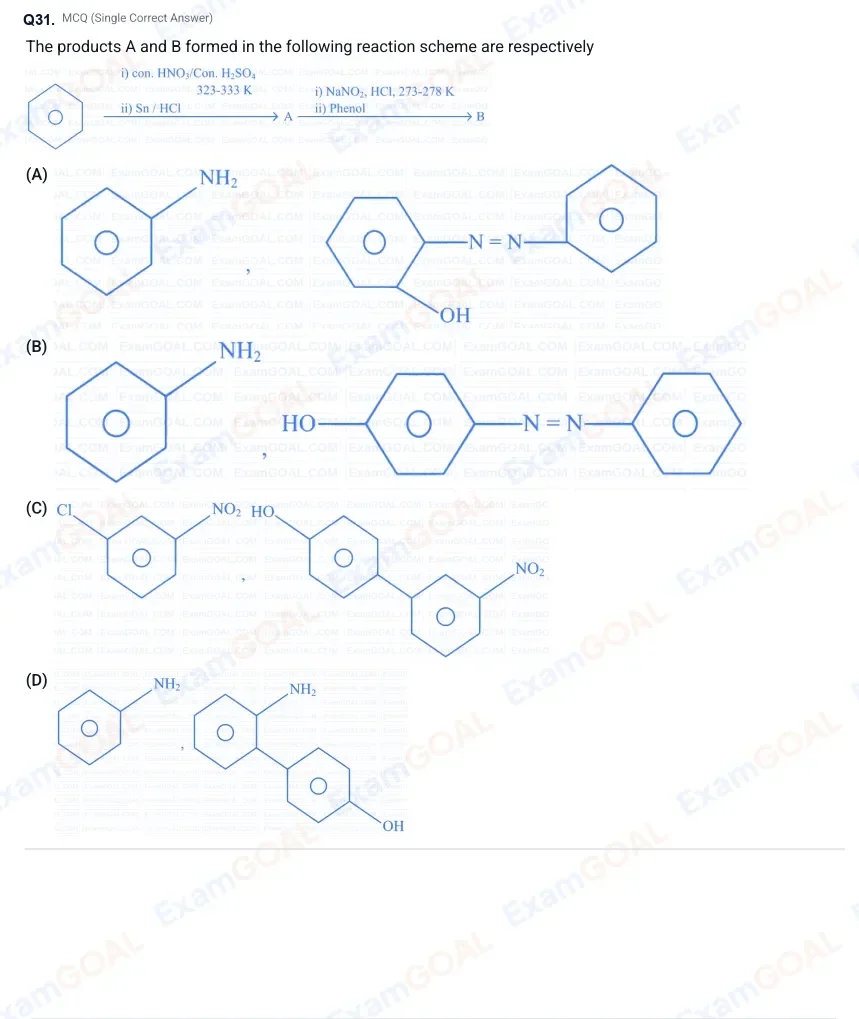 Q31. MCQ (Single Correct Answer)
The products A and B formed in the following reaction scheme are respectively
i) con. HNO₃/Con. H₂SO₄
323-333 K
ii) Sn / HCl
A
i) NaNO₂, HCl, 273-278 K
ii) Phenol
B
(A)
NH₂
,
N = N
OH
(B)
NH₂
,
HO
N = N
(C)
Cl
NO₂
,
HO
NO₂
(D)
NH₂
,
NH₂
OH
ExamGOAL